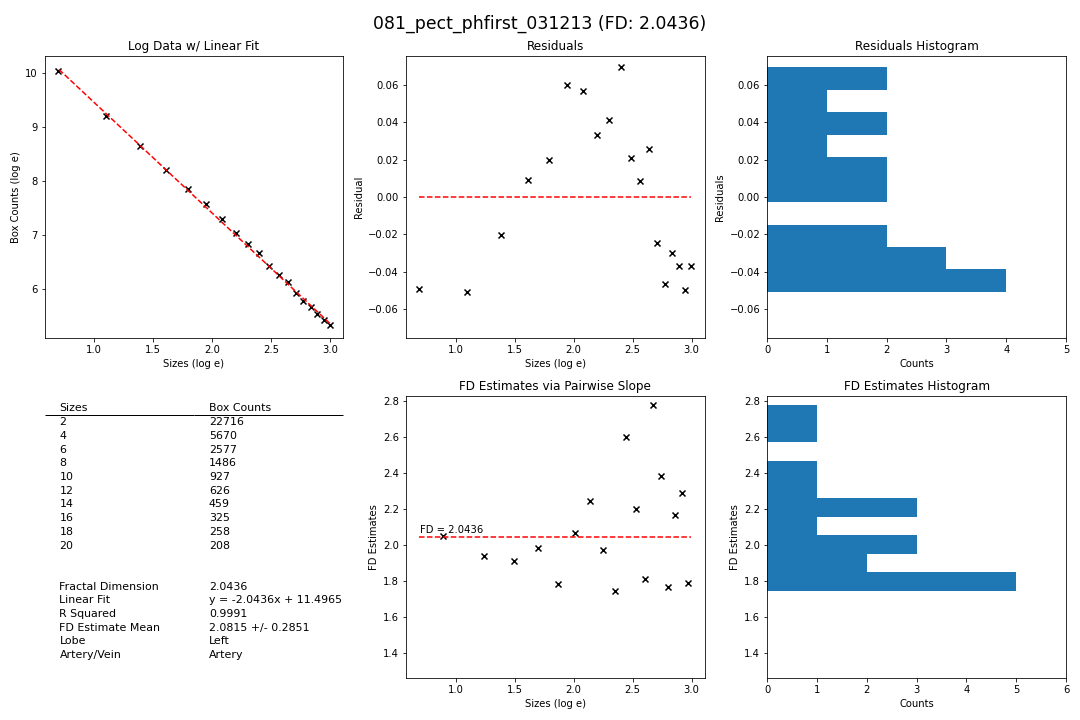 081_pect_phfirst_031213 (FD: 2.0436)
Log Data w/ Linear Fit
Box Counts (log e)
10
9
8
7
6
1.0 1.5 2.0 2.5 3.0
Sizes (log e)
Residuals
Residual
0.06
0.04
0.02
0.00
−0.02
−0.04
−0.06
1.0 1.5 2.0 2.5 3.0
Sizes (log e)
Residuals Histogram
Residuals
0.06
0.04
0.02
0.00
−0.02
−0.04
−0.06
0 1 2 3 4 5
Counts
Sizes Box Counts
2 22716
4 5670
6 2577
8 1486
10 927
12 626
14 459
16 325
18 258
20 208
Fractal Dimension 2.0436
Linear Fit y = -2.0436x + 11.4965
R Squared 0.9991
FD Estimate Mean 2.0815 +/- 0.2851
Lobe Left
Artery/Vein Artery
FD Estimates via Pairwise Slope
FD Estimates
2.8
2.6
2.4
2.2
2.0
1.8
1.6
1.4
FD = 2.0436
1.0 1.5 2.0 2.5 3.0
Sizes (log e)
FD Estimates Histogram
FD Estimates
2.8
2.6
2.4
2.2
2.0
1.8
1.6
1.4
0 1 2 3 4 5 6
Counts